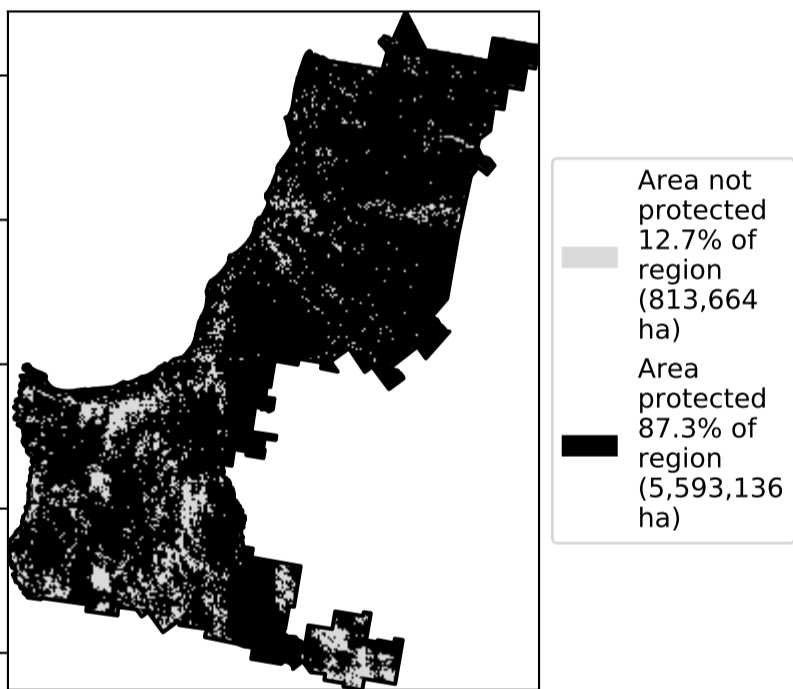 Area not
protected
12.7% of
region
(813,664
ha)
Area
protected
87.3% of
region
(5,593,136
ha)